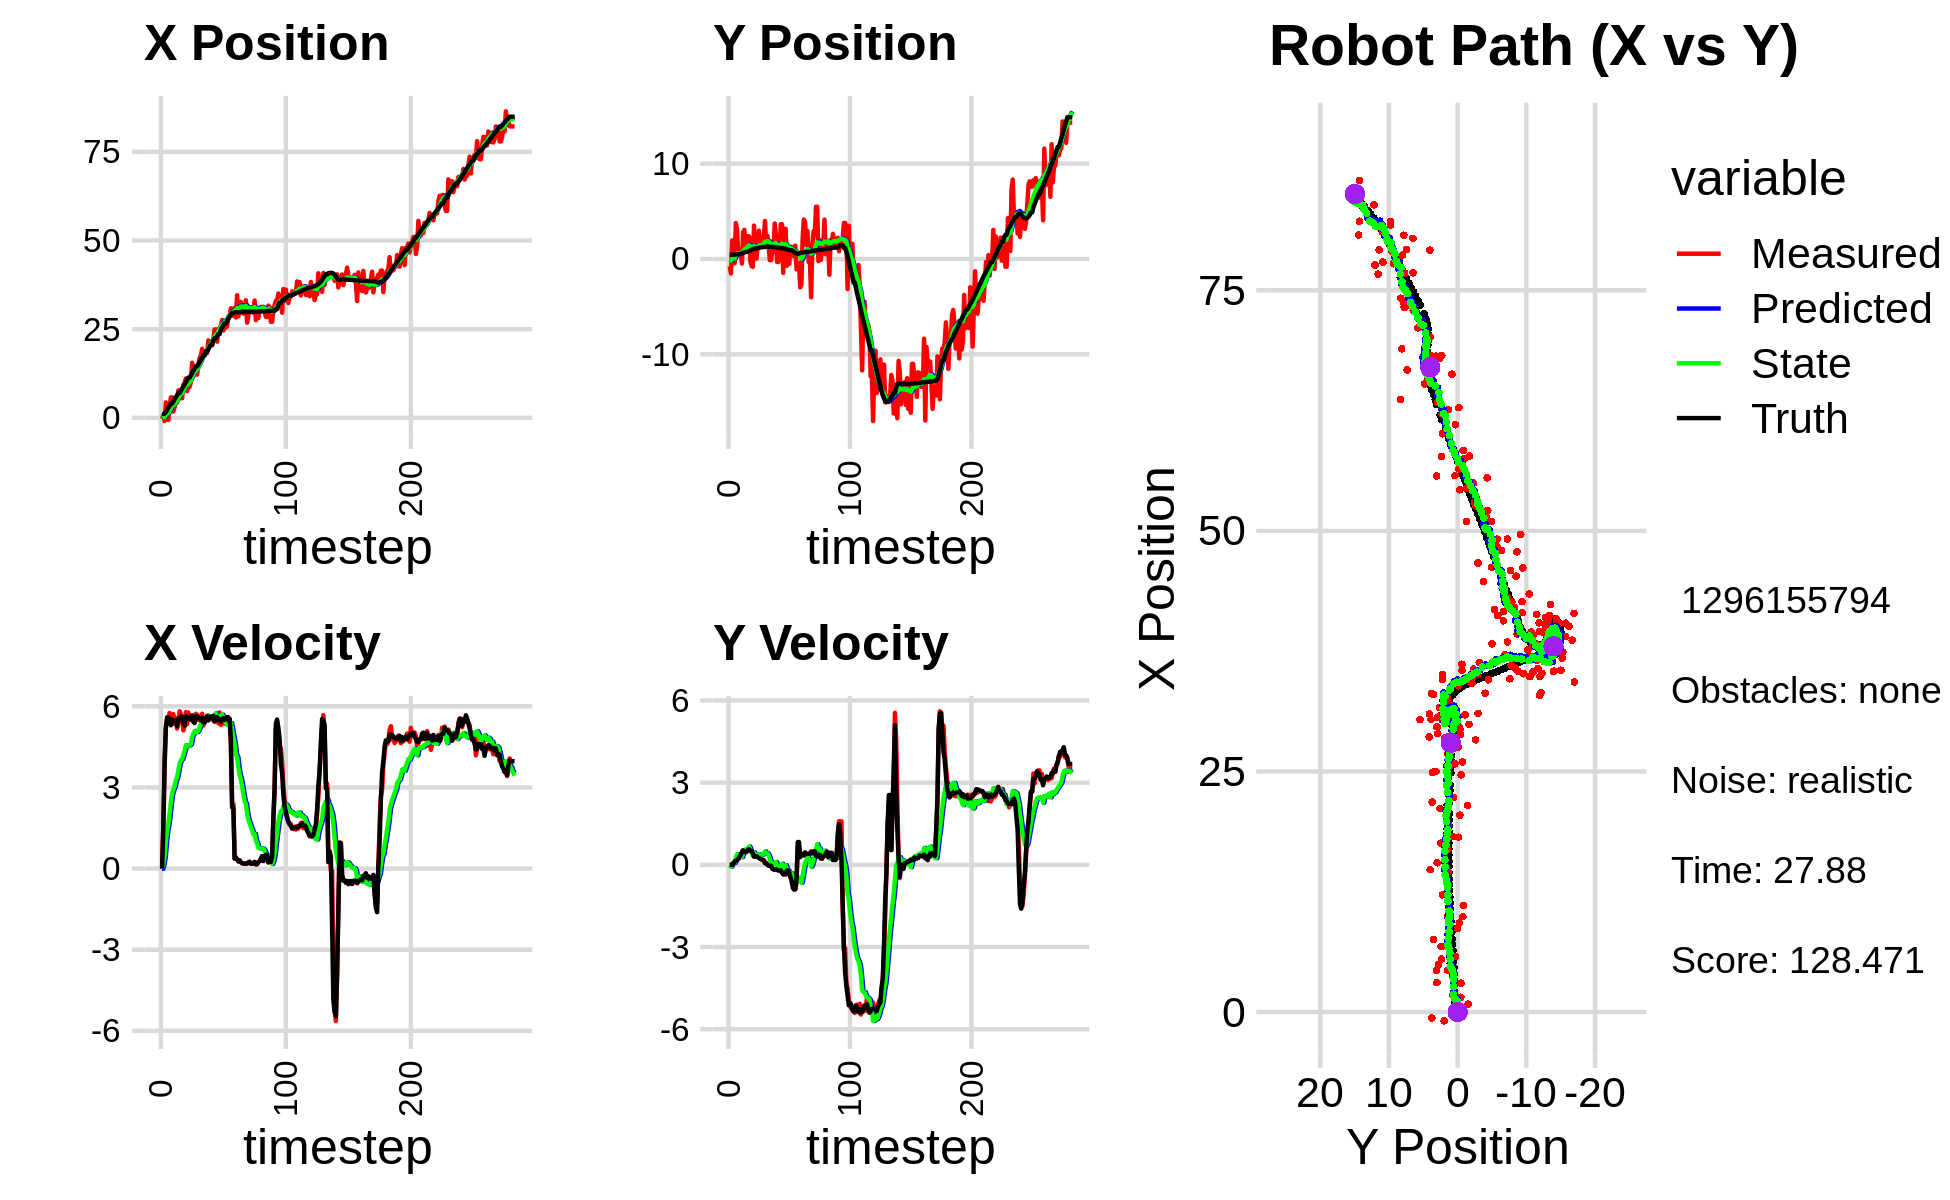 X Position
75
50
25
0
0
100
200
timestep
Y Position
10
0
-10
0
100
200
timestep
X Velocity
6
3
0
-3
-6
0
100
200
timestep
Y Velocity
6
3
0
-3
-6
0
100
200
timestep
Robot Path (X vs Y)
X Position
75
50
25
0
20 10 0 -10 -20
Y Position
variable
Measured
Predicted
State
Truth
1296155794
Obstacles: none
Noise: realistic
Time: 27.88
Score: 128.471